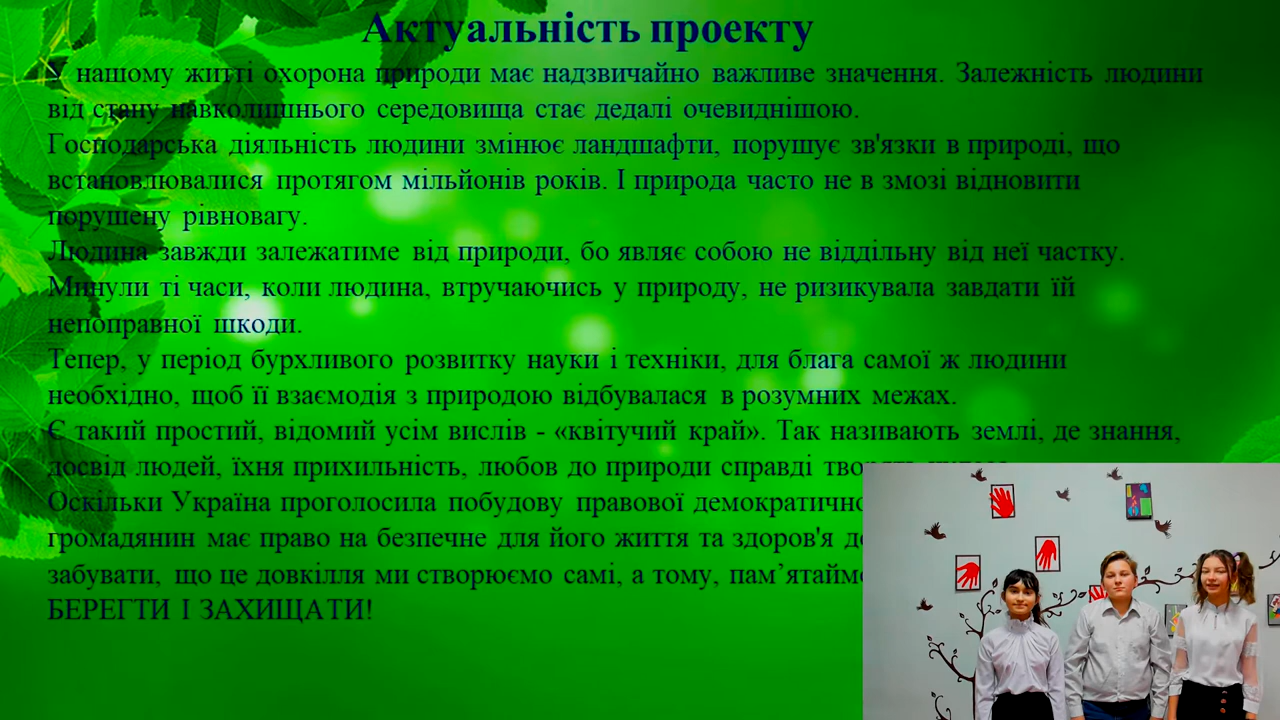 Актуальність проекту
У нашому житті охорона природи має надзвичайно важливе значення. Залежність людини
від стану навколишнього середовища стає дедалі очевиднішою.
Господарська діяльність людини змінює ландшафти, порушує зв'язки в природі, що
встановлювалися протягом мільйонів років. І природа часто не в змозі відновити
порушену рівновагу.
Людина завжди залежатиме від природи, бо являє собою не віддільну від неї частку.
Минули ті часи, коли людина, втручаючись у природу, не ризикувала завдати їй
непоправної шкоди.
Тепер, у період бурхливого розвитку науки і техніки, для блага самої ж людини
необхідно, щоб її взаємодія з природою відбувалася в розумних межах.
Є такий простий, відомий усім вислів - «квітучий край». Так називають землі, де знання,
досвід людей, їхня прихильність, любов до природи справді
Оскільки Україна проголосила побудову правової
громадянин має право на безпечне для його життя та здоров'я
забувати, що це довкілля ми створюємо самі, а тому,
БЕРЕГТИ І ЗАХИЩАТИ!